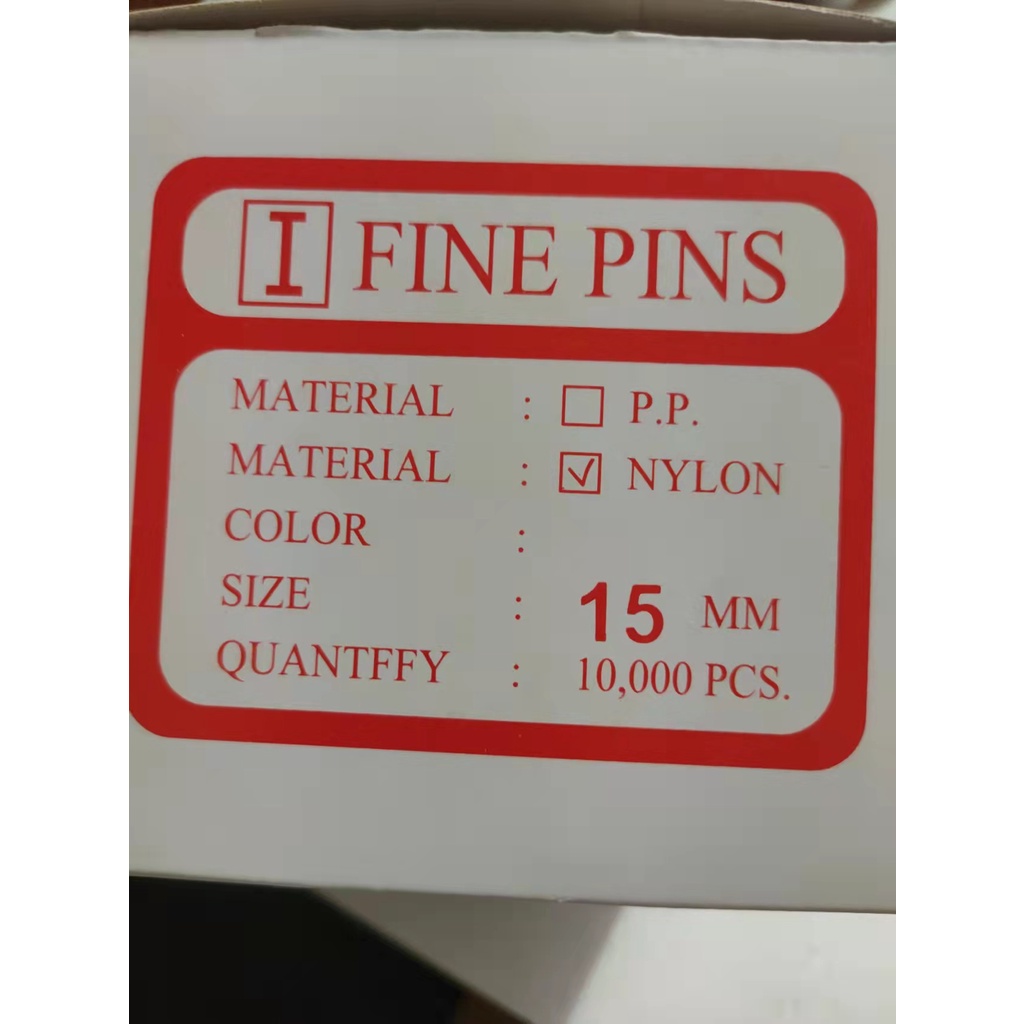 I FINE PINS
MATERIAL : ☐ P.P.
MATERIAL : ☑ NYLON
COLOR :
SIZE : 15 MM
QUANTFFY : 10,000 PCS.